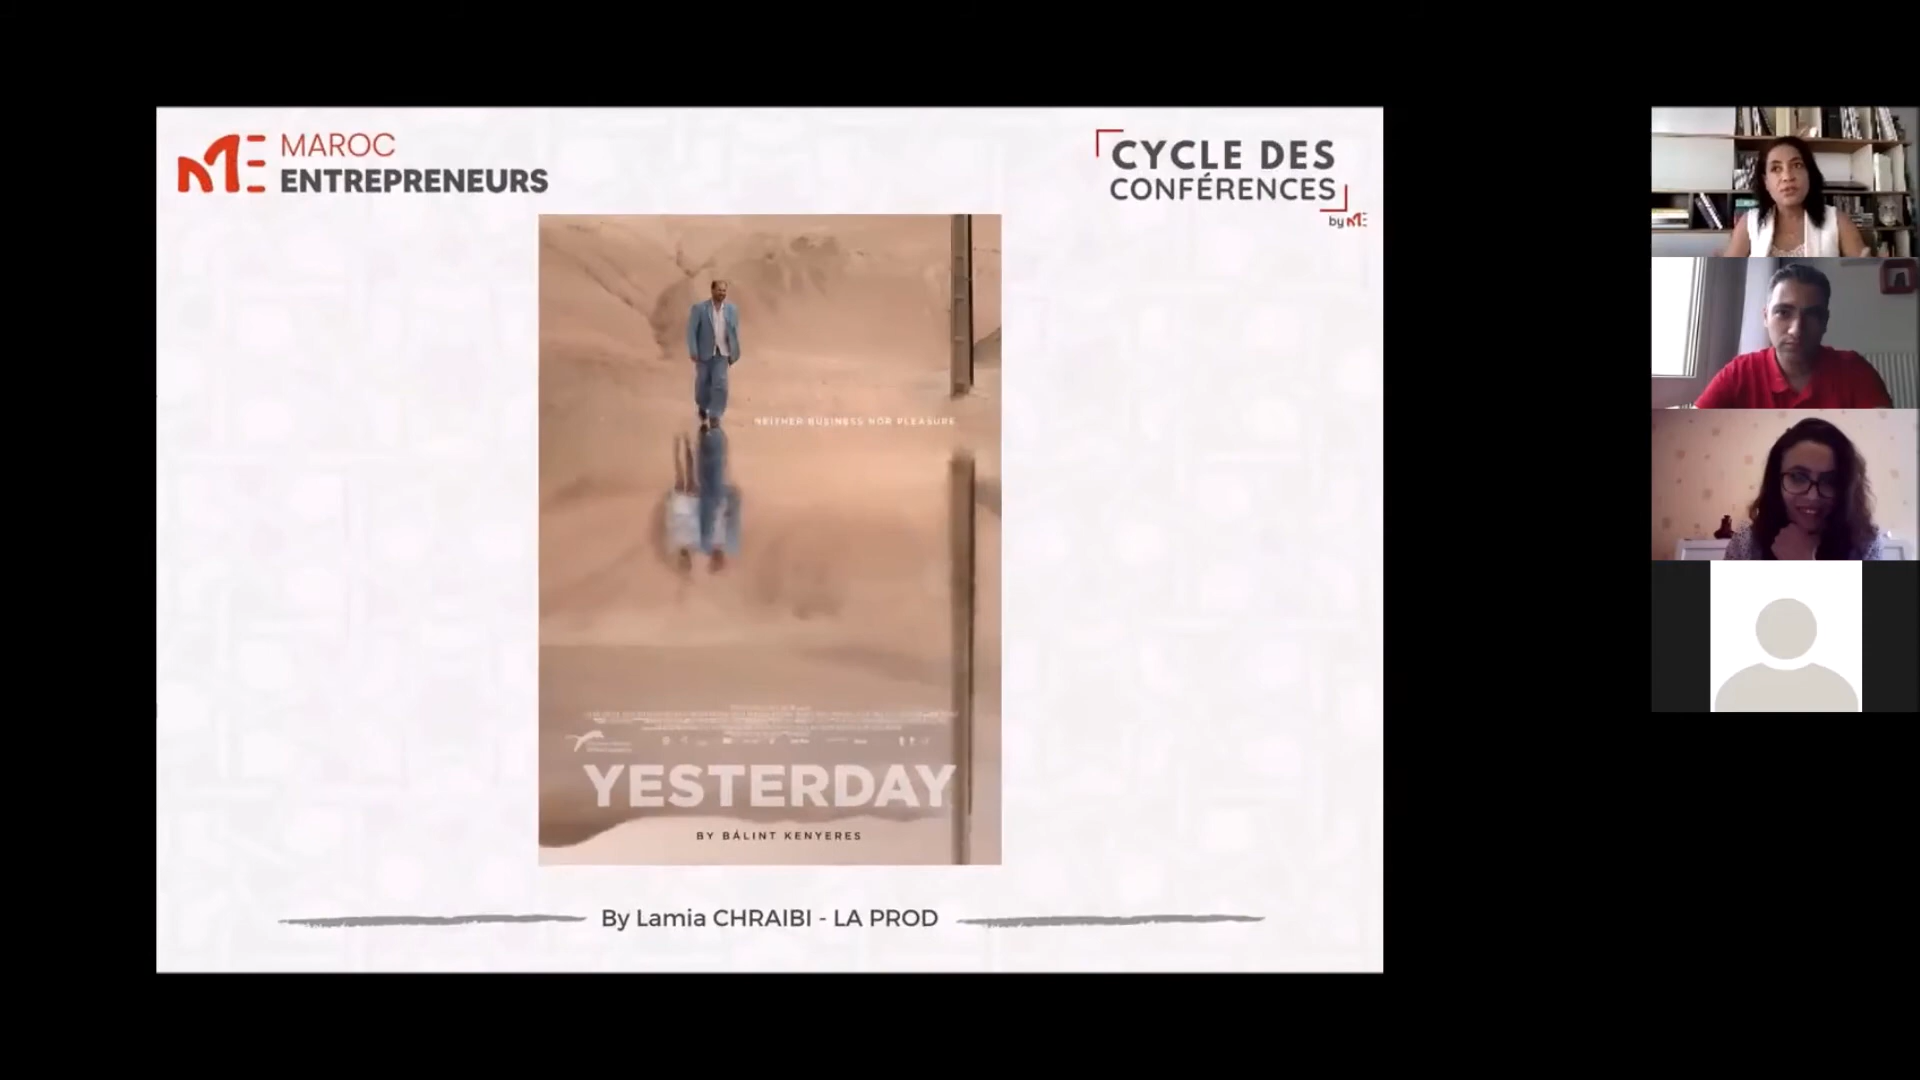 MAROC
ENTREPRENEURS
CYCLE DES
CONFÉRENCES
by ME
NEITHER BUSINESS NOR PLEASURE
YESTERDAY
BY BÁLINT KENYERES
By Lamia CHRAIBI - LA PROD